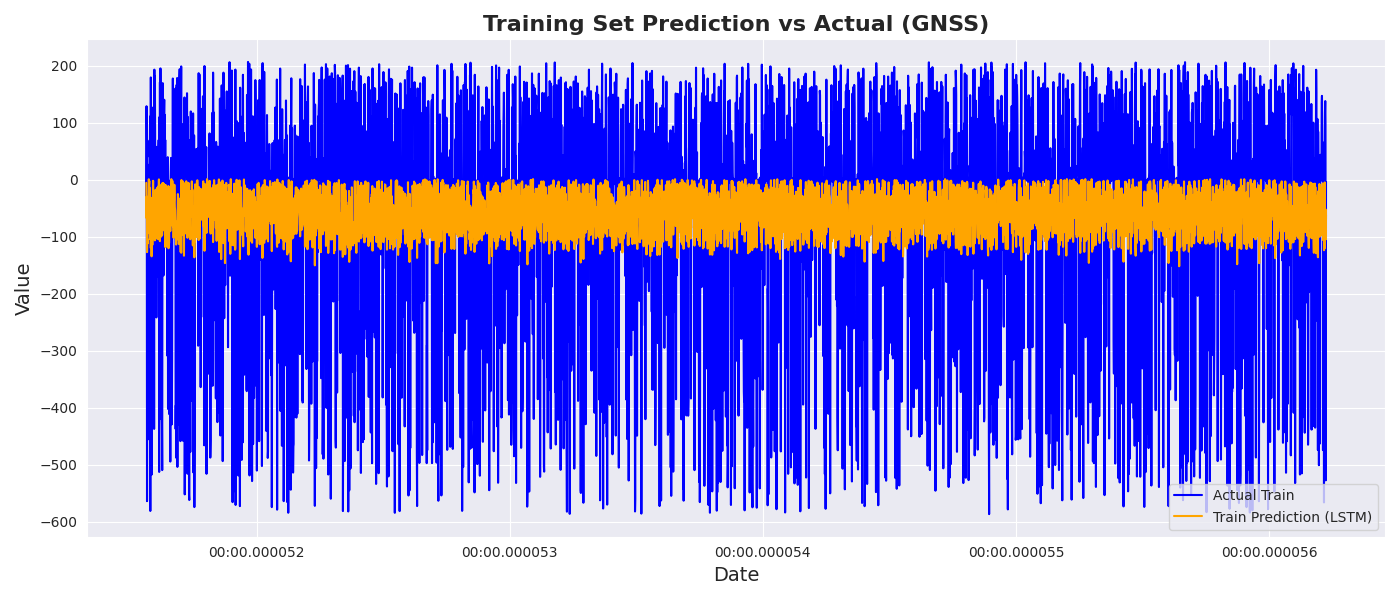 Training Set Prediction vs Actual (GNSS)
Value
200
100
0
−100
−200
−300
−400
−500
−600
Actual Train
Train Prediction (LSTM)
00:00.000052
00:00.000053
00:00.000054
00:00.000055
00:00.000056
Date